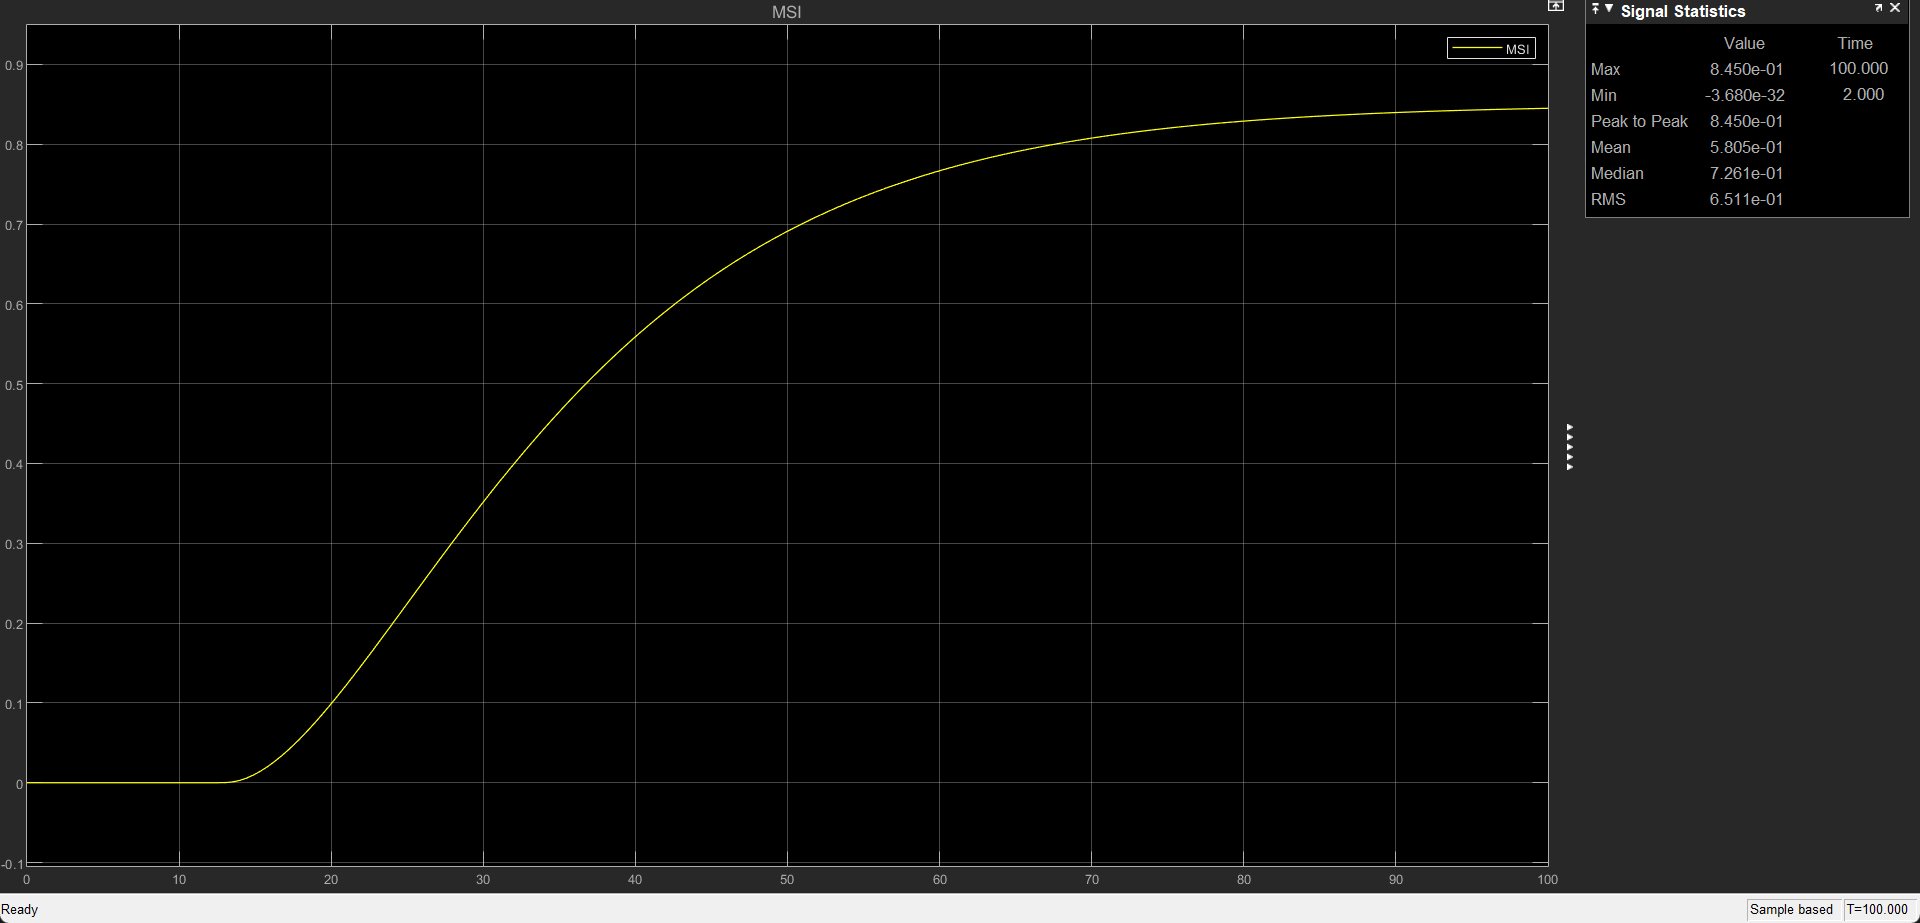 MSI
MSI
0.9
0.8
0.7
0.6
0.5
0.4
0.3
0.2
0.1
0
-0.1
0 10 20 30 40 50 60 70 80 90 100
Signal Statistics
Value Time
Max 8.450e-01 100.000
Min -3.680e-32 2.000
Peak to Peak 8.450e-01
Mean 5.805e-01
Median 7.261e-01
RMS 6.511e-01
Ready
Sample based T=100.000